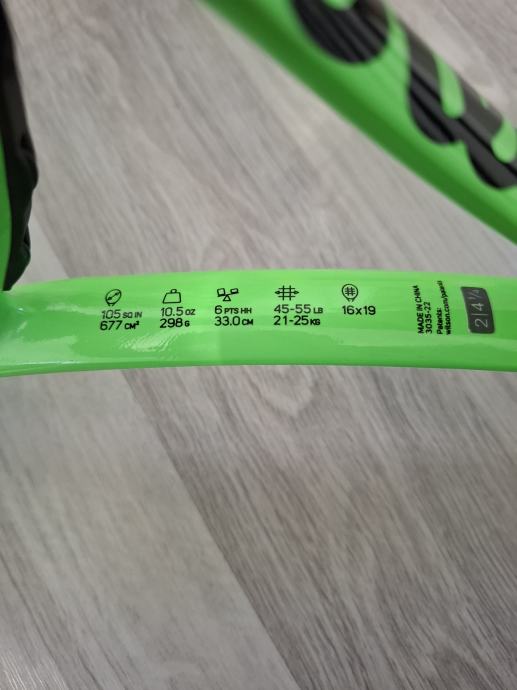 105 SQ IN
677 CM²
10.5 OZ
298 G
6 PTS HH
33.0 CM
45-55 LB
21-25 KG
16x19
MADE IN CHINA
3035-22
Patents:
2|4 ¼